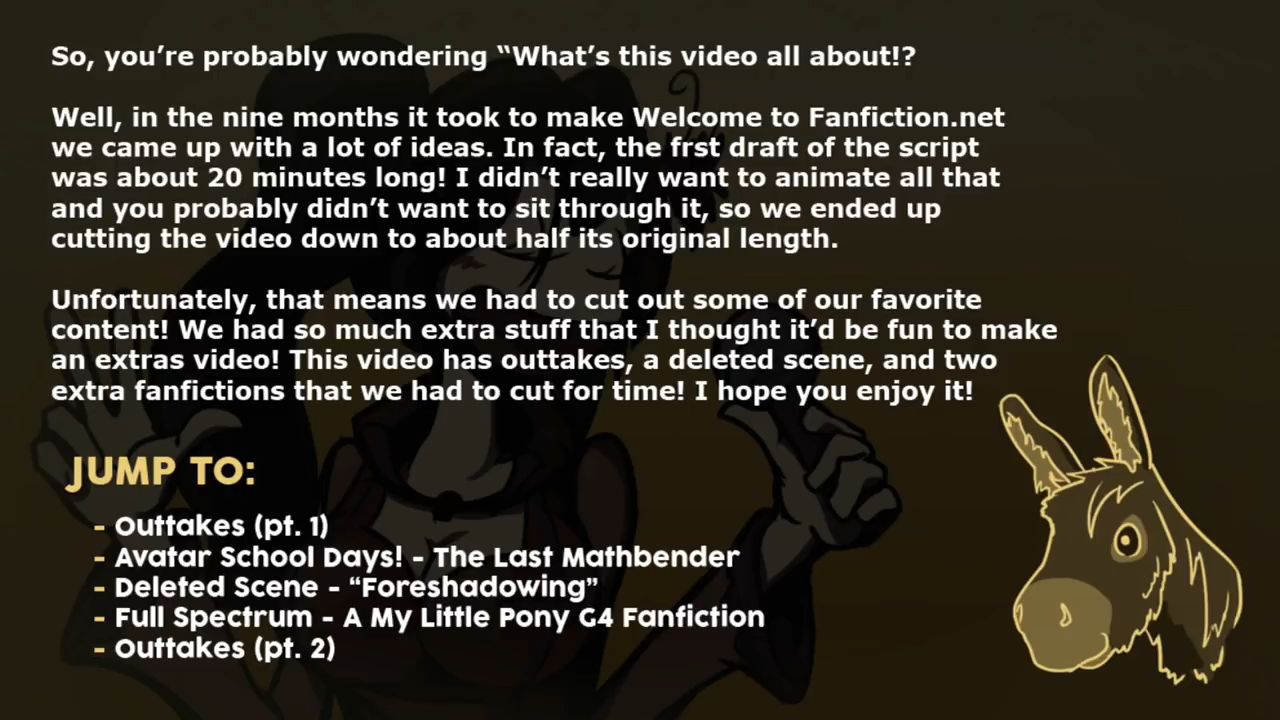 So, you're probably wondering “What's this video all about!?
Well, in the nine months it took to make Welcome to Fanfiction.net
we came up with a lot of ideas. In fact, the frst draft of the script
was about 20 minutes long! I didn't really want to animate all that
and you probably didn't want to sit through it, so we ended up
cutting the video down to about half its original length.
Unfortunately, that means we had to cut out some of our favorite
content! We had so much extra stuff that I thought it'd be fun to make
an extras video! This video has outtakes, a deleted scene, and two
extra fanfictions that we had to cut for time! I hope you enjoy it!
JUMP TO:
- Outtakes (pt. 1)
- Avatar School Days! - The Last Mathbender
- Deleted Scene - “Foreshadowing”
- Full Spectrum - A My Little Pony G4 Fanfiction
- Outtakes (pt. 2)